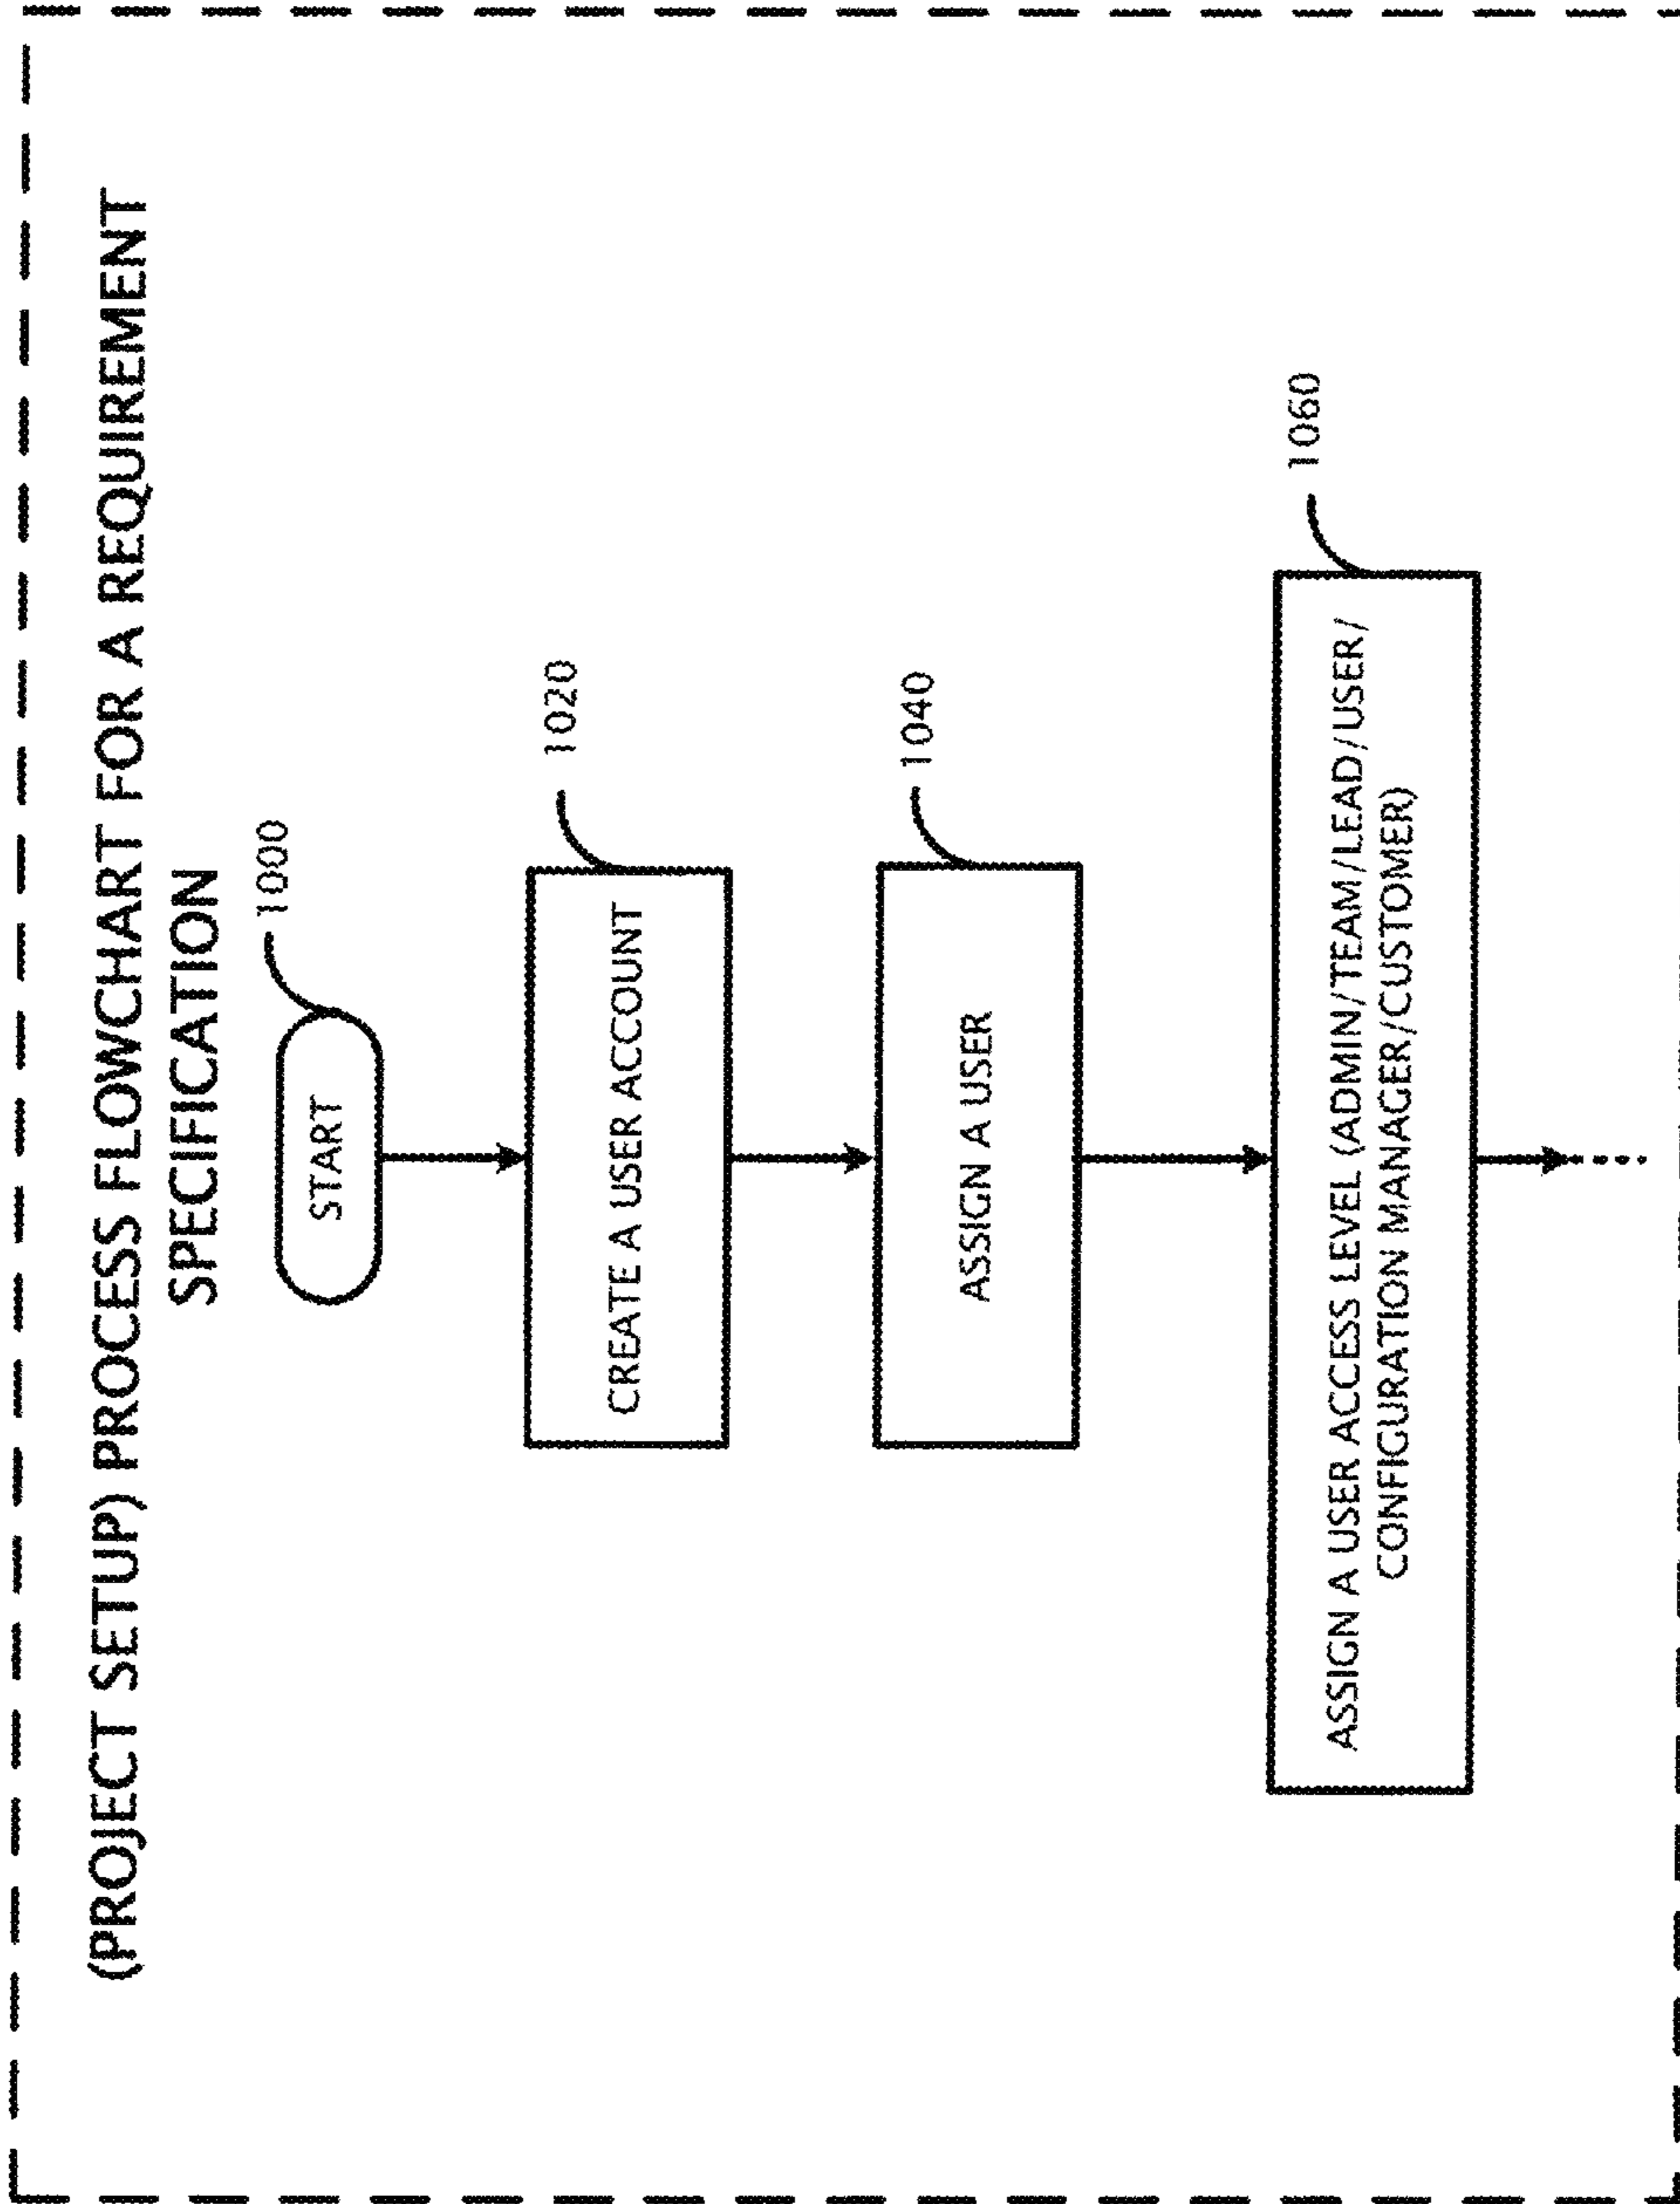 (PROJECT SETUP) PROCESS FLOWCHART FOR A REQUIREMENT
SPECIFICATION
1000
START
1020
CREATE A USER ACCOUNT
1040
ASSIGN A USER
1060
ASSIGN A USER ACCESS LEVEL (ADMIN/TEAM/LEAD/USER/
CONFIGURATION MANAGER/CUSTOMER)